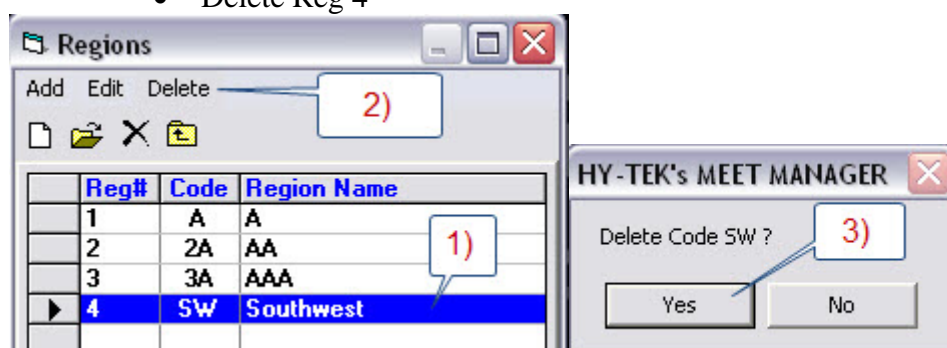 • Delete Reg 4
Regions
Add Edit Delete
2)
Reg# Code Region Name
1 A A
2 2A AA
3 3A AAA
4 SW Southwest
1)
HY-TEK's MEET MANAGER
Delete Code SW ?
3)
Yes No